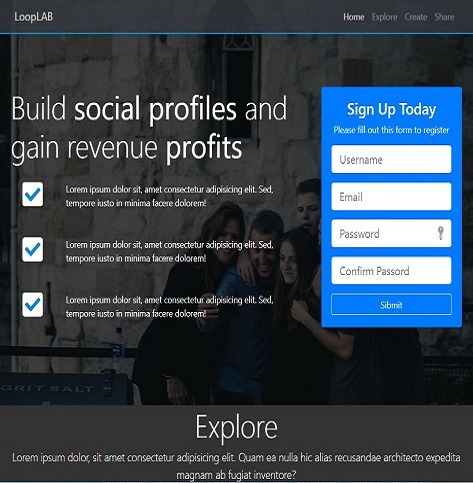 LoopLAB
Home Explore Create Share
Build social profiles and
gain revenue profits
Lorem ipsum dolor sit, amet consectetur adipisicing elit. Sed,
tempore iusto in minima facere dolorem!
Lorem ipsum dolor sit, amet consectetur adipisicing elit. Sed,
tempore iusto in minima facere dolorem!
Lorem ipsum dolor sit, amet consectetur adipisicing elit. Sed,
tempore iusto in minima facere dolorem!
Sign Up Today
Please fill out this form to register
Username
Email
Password
Confirm Passord
Sibmit
GRIT SALT
Explore
Lorem ipsum dolor, sit amet consectetur adipisicing elit. Quam ea nulla hic alias recusandae architecto expedita
magnam ab fugiat inventore?